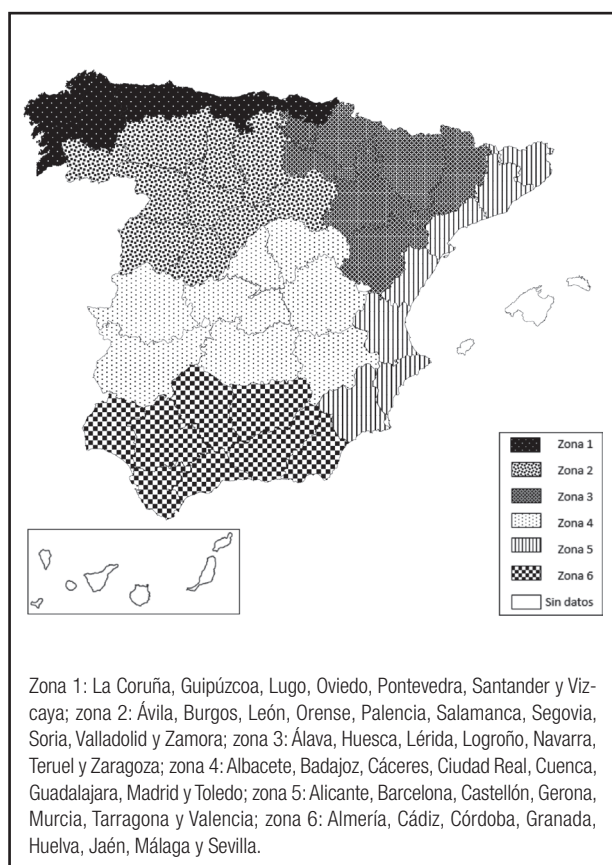 Zona 1
Zona 2
Zona 3
Zona 4
Zona 5
Zona 6
Sin datos
Zona 1: La Coruña, Guipúzcoa, Lugo, Oviedo, Pontevedra, Santander y Viz-
caya; zona 2: Ávila, Burgos, León, Orense, Palencia, Salamanca, Segovia,
Soria, Valladolid y Zamora; zona 3: Álava, Huesca, Lérida, Logroño, Navarra,
Teruel y Zaragoza; zona 4: Albacete, Badajoz, Cáceres, Ciudad Real, Cuenca,
Guadalajara, Madrid y Toledo; zona 5: Alicante, Barcelona, Castellón, Gerona,
Murcia, Tarragona y Valencia; zona 6: Almería, Cádiz, Córdoba, Granada,
Huelva, Jaén, Málaga y Sevilla.